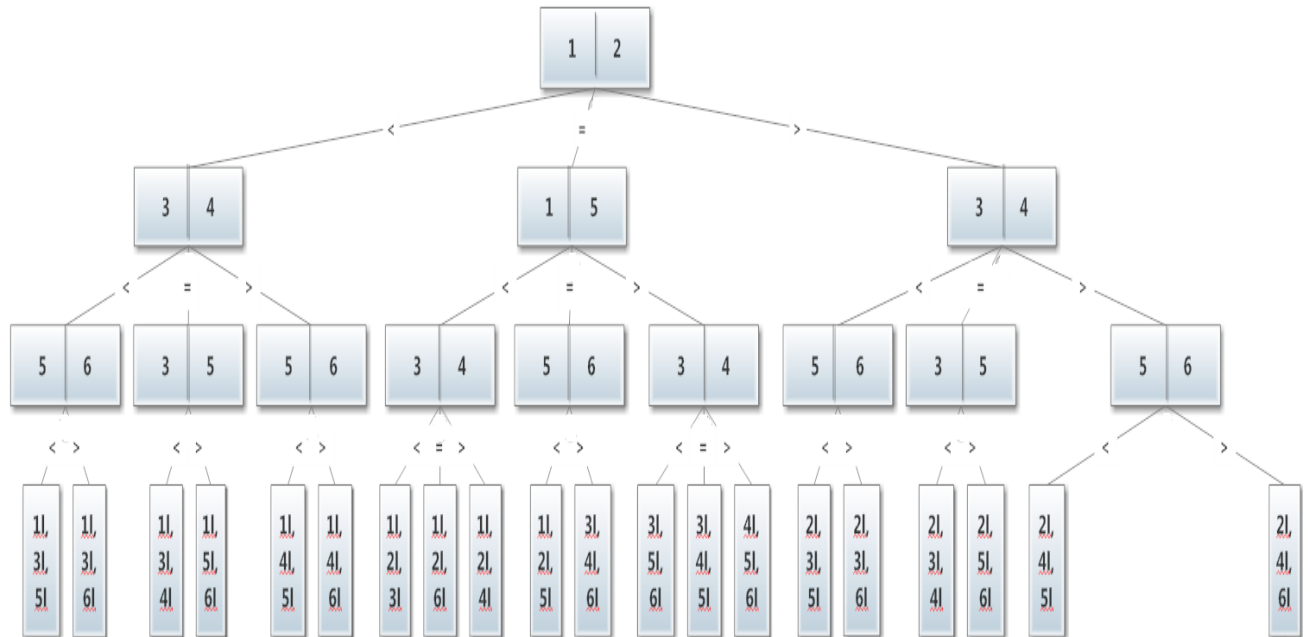 1 2
< = >
3 4 1 5 3 4
< = > < = > < = >
5 6 3 5 5 6 3 4 5 6 3 4 5 6 3 5 5 6
< > < > < > < = > < > < = > < > < > < >
1l, 1l, 1l, 1l, 1l, 1l, 1l, 1l, 1l, 1l, 3l, 3l, 3l, 4l, 2l, 2l, 2l, 2l, 2l, 2l,
3l, 3l, 3l, 5l, 4l, 4l, 2l, 2l, 2l, 2l, 4l, 5l, 4l, 5l, 3l, 3l, 3l, 5l, 4l, 4l,
5l 6l 4l 6l 5l 6l 3l 6l 4l 5l 6l 6l 5l 6l 5l 6l 4l 6l 5l 6l